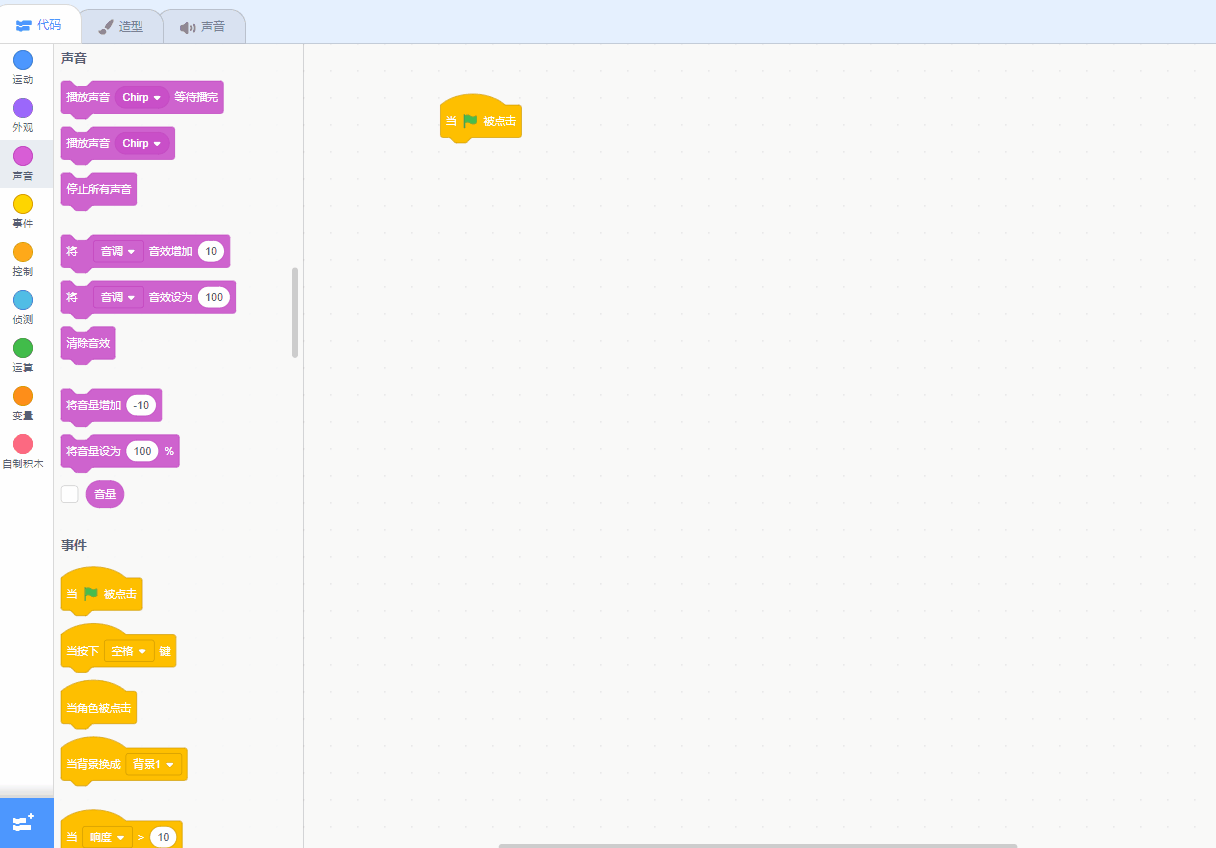 代码 造型 声音
运动
外观
声音
事件
控制
侦测
运算
变量
自制积木
声音
播放声音 Chirp 等待播完
播放声音 Chirp
停止所有声音
将 音调 音效增加 10
将 音调 音效设为 100
清除音效
将音量增加 -10
将音量设为 100 %
音量
事件
当 被点击
当按下 空格 键
当角色被点击
当背景换成 背景1
当 响度 > 10
当 被点击